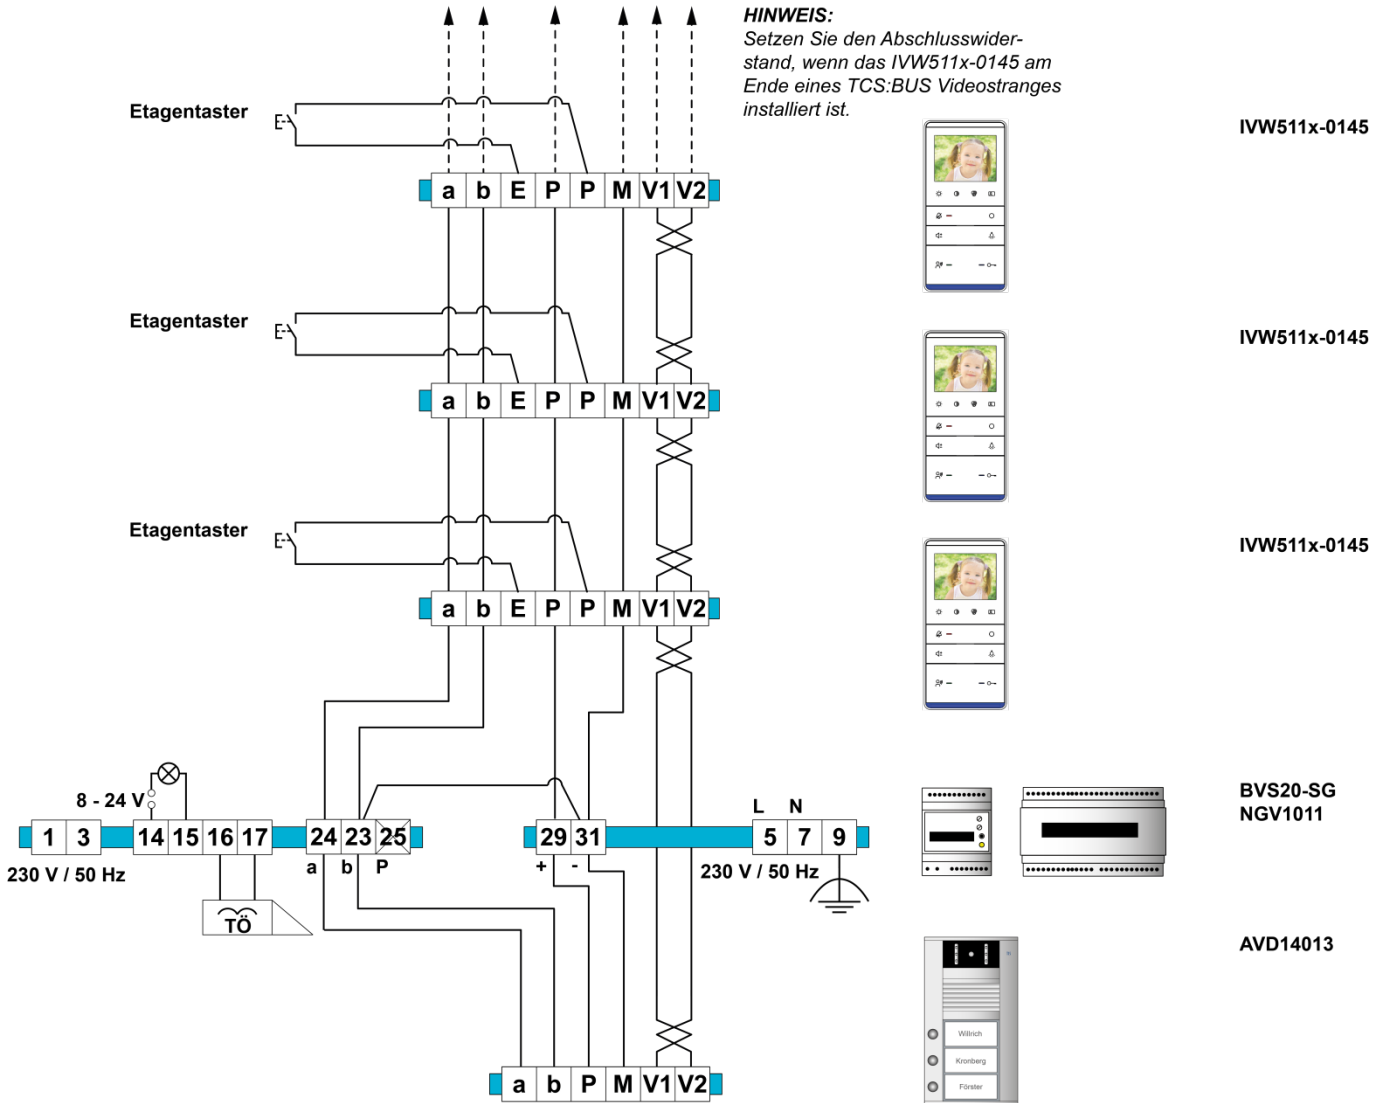 HINWEIS:
Setzen Sie den Abschlusswider-
stand, wenn das IVW511x-0145 am
Ende eines TCS:BUS Videostranges
installiert ist.
Etagentaster
IVW511x-0145
a b E P P M V1 V2
Etagentaster
IVW511x-0145
a b E P P M V1 V2
Etagentaster
IVW511x-0145
a b E P P M V1 V2
8 - 24 V
L N
BVS20-SG
NGV1011
1 3 14 15 16 17 24 23 25 29 31 5 7 9
a b P + -
230 V / 50 Hz
230 V / 50 Hz
TÖ
AVD14013
Willrich
Kronberg
Förster
a b P M V1 V2